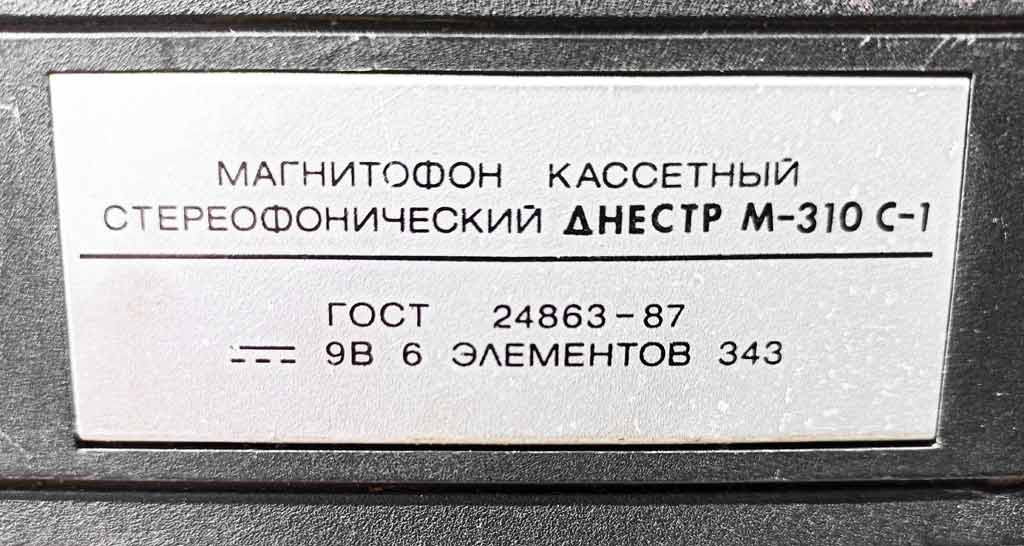 МАГНИТОФОН КАССЕТНЫЙ
СТЕРЕОФОНИЧЕСКИЙ ДНЕСТР М-310 С-1
ГОСТ 24863-87
9В 6 ЭЛЕМЕНТОВ 343